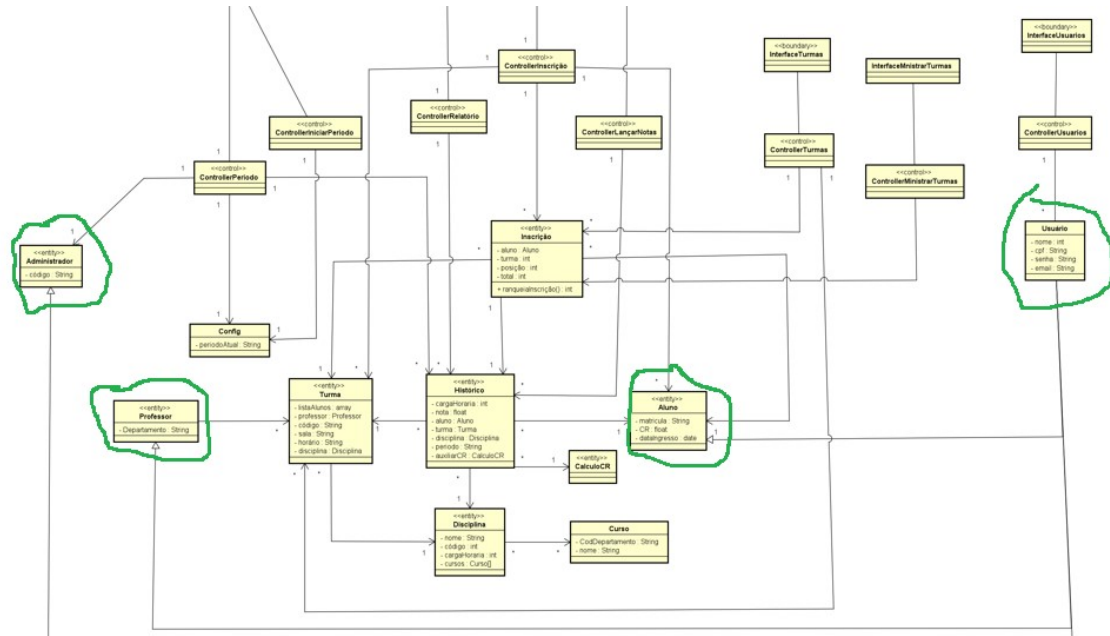 <<control>>
ControllerInscrição
<<boundary>>
InterfaceTurmas
<<boundary>>
InterfaceUsuarios
InterfaceMnistrarTurmas
<<control>>
ControllerIniciarPeriodo
<<control>>
ControllerRelatório
<<control>>
ControllerLançarNotas
<<control>>
ControllerTurmas
<<control>>
ControllerUsuarios
<<control>>
ControllerPeriodo
<<control>>
ControllerMinistrarTurmas
<<entity>>
Administrador
- código : String
<<entity>>
Inscrição
- aluno : Aluno
- turma : int
- posição : int
- total : int
+ ranqueiaInscrição() : int
Usuário
- nome : int
- cpf : String
- senha : String
- email : String
Config
- periodoAtual : String
<<entity>>
Professor
- Departamento : String
<<entity>>
Turma
- listaAlunos : array
- professor : Professor
- código : String
- sala : String
- horário : String
- disciplina : Disciplina
<<entity>>
Histórico
- cargaHoraria : int
- nota : float
- aluno : Aluno
- turma : Turma
- disciplina : Disciplina
- periodo : String
- auxiliarCR : CalculoCR
<<entity>>
Aluno
- matricula : String
- CR : float
- dataIngresso : date
<<entity>>
CalculoCR
<<entity>>
Disciplina
- nome : String
- código : int
- cargaHoraria : int
- cursos : Curso[]
Curso
- CodDepartamento : String
- nome : String